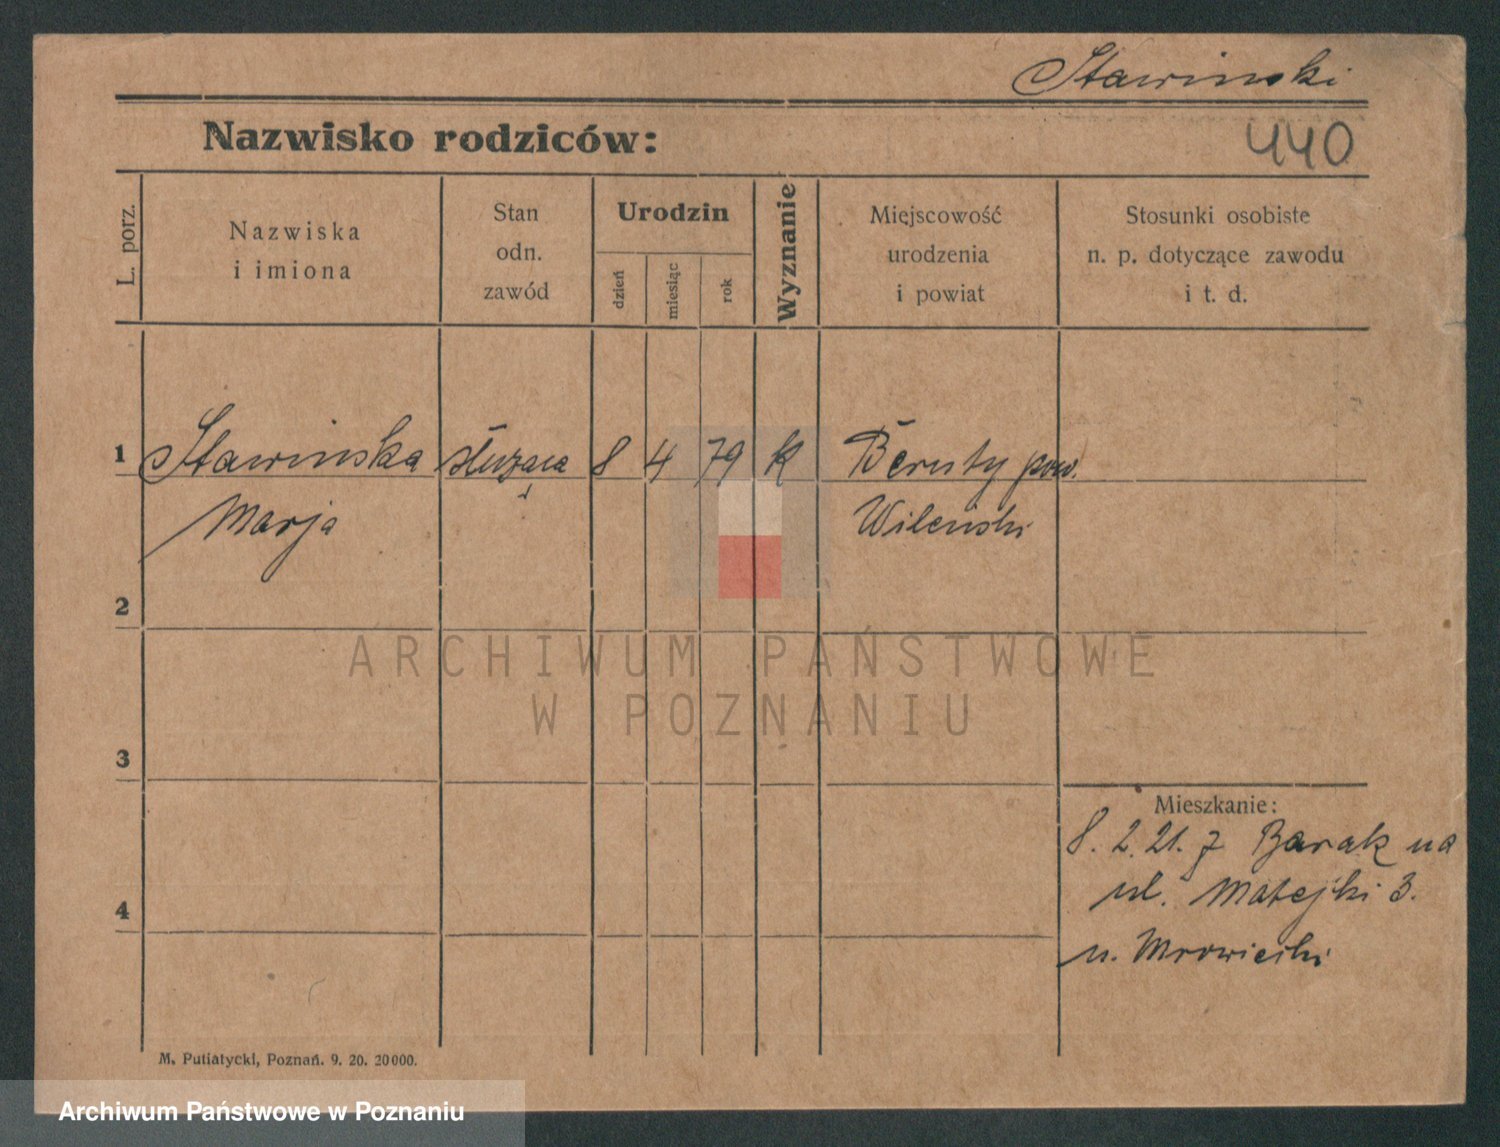 Stawinski
Nazwisko rodziców:
440
L. porz.
Nazwiska
i imiona
Stan
odn.
zawód
Urodzin
dzień
miesiąc
rok
Wyznanie
Miejscowość
urodzenia
i powiat
Stosunki osobiste
n. p. dotyczące zawodu
i t. d.
1 Stawinska służąca 8 4 79 K Beruty pow.
Marja Wileński
2
ARCHIWUM PAŃSTWOWE
W POZNANIU
3
Mieszkanie:
8. 2. 21. z Barak na
ul. Matejki 3.
4
u. Mrowicki
M. Putiatycki, Poznań. 9. 20. 20000.
Archiwum Państwowe w Poznaniu